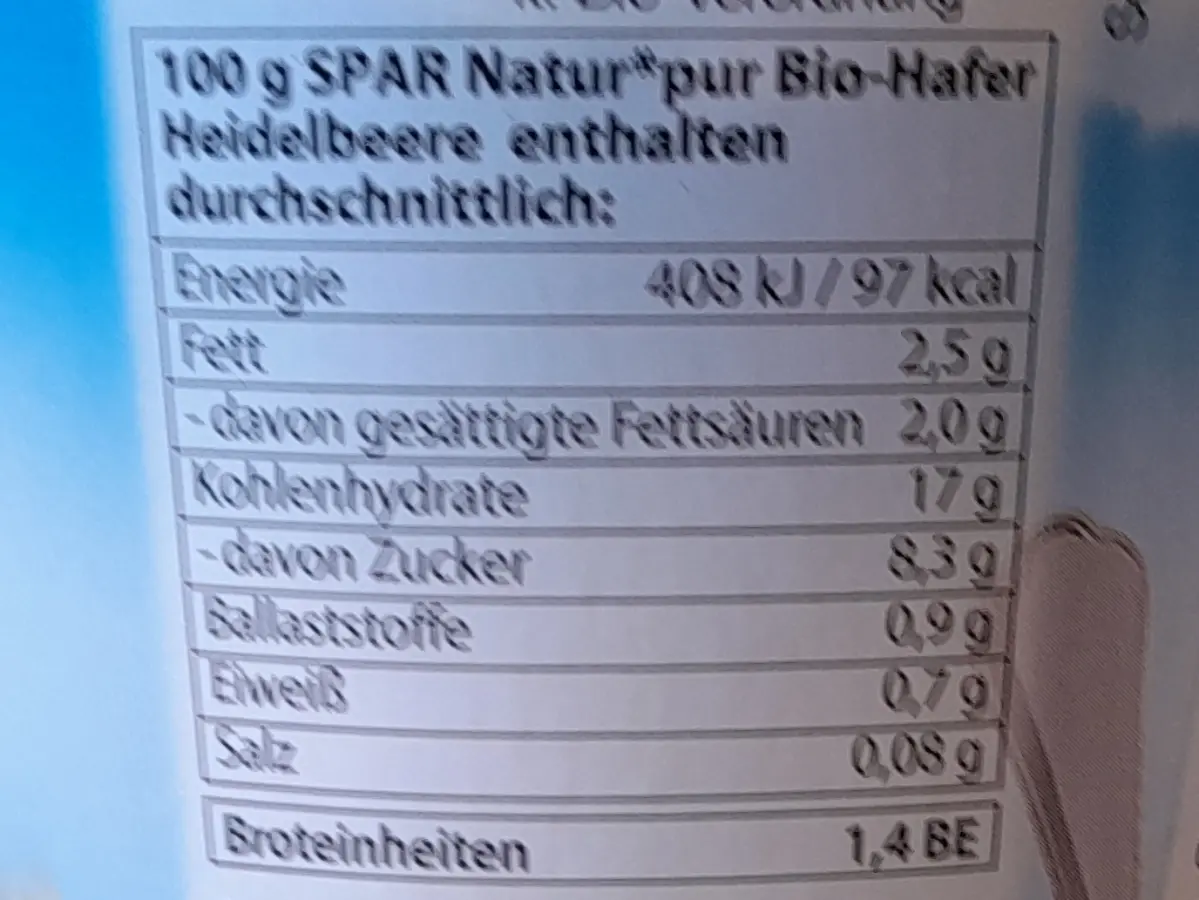 100 g SPAR Natur*pur Bio-Hafer
Heidelbeere enthalten
durchschnittlich:
Energie 408 kJ / 97 kcal
Fett 2,5 g
- davon gesättigte Fettsäuren 2,0 g
Kohlenhydrate 17 g
- davon Zucker 8,3 g
Ballaststoffe 0,9 g
Eiweiß 0,7 g
Salz 0,08 g
Broteinheiten 1,4 BE